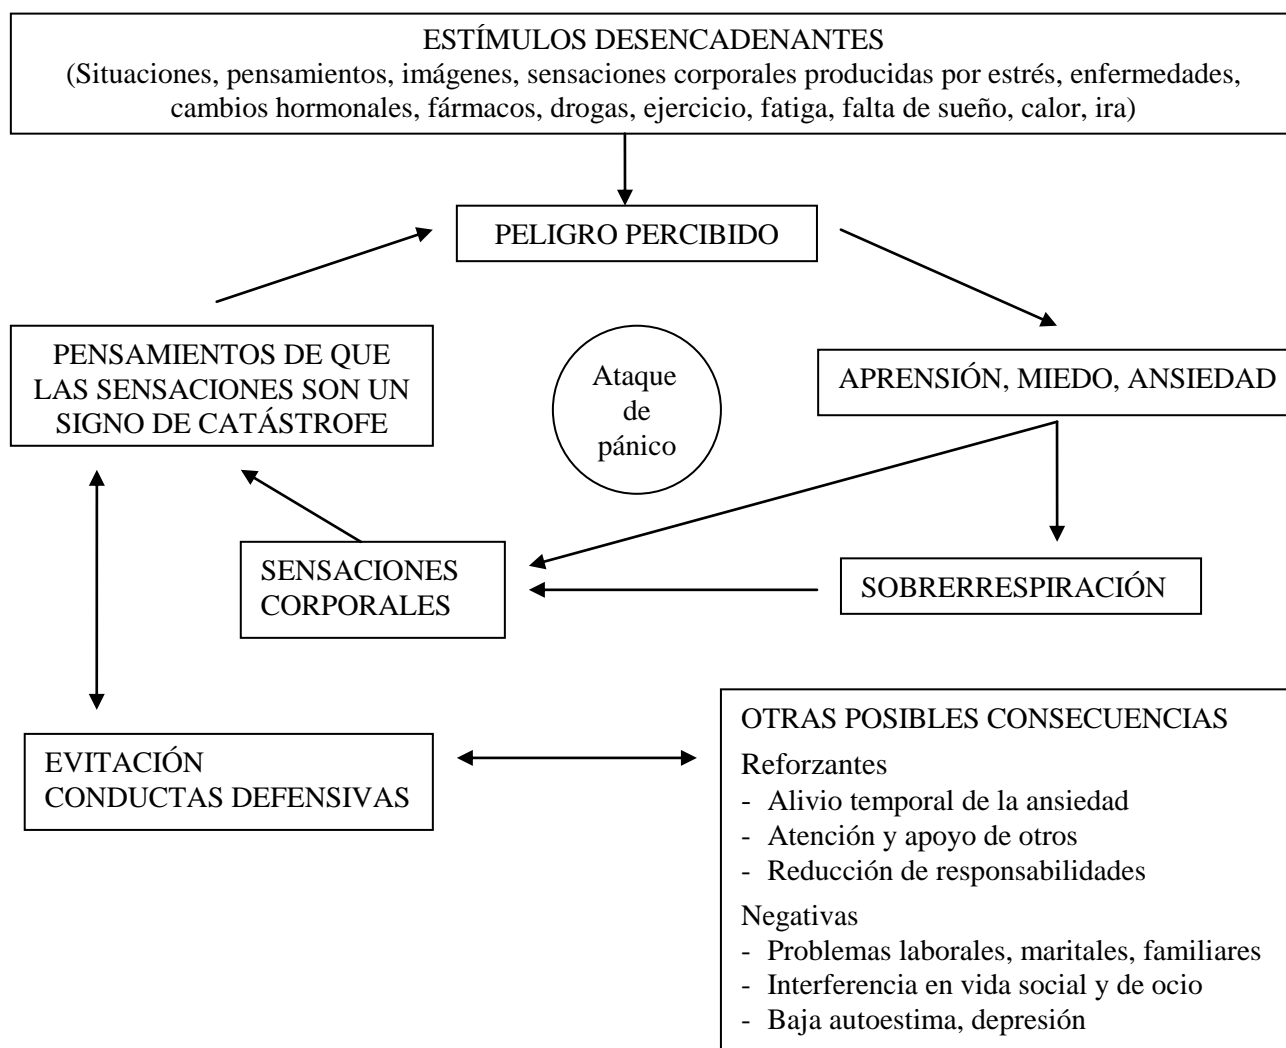 ESTÍMULOS DESENCADENANTES
(Situaciones, pensamientos, imágenes, sensaciones corporales producidas por estrés, enfermedades,
cambios hormonales, fármacos, drogas, ejercicio, fatiga, falta de sueño, calor, ira)
PELIGRO PERCIBIDO
PENSAMIENTOS DE QUE
LAS SENSACIONES SON UN
SIGNO DE CATÁSTROFE
Ataque
de
pánico
APRENSIÓN, MIEDO, ANSIEDAD
SENSACIONES
CORPORALES
SOBRERRESPIRACIÓN
EVITACIÓN
CONDUCTAS DEFENSIVAS
OTRAS POSIBLES CONSECUENCIAS
Reforzantes
- Alivio temporal de la ansiedad
- Atención y apoyo de otros
- Reducción de responsabilidades
Negativas
- Problemas laborales, maritales, familiares
- Interferencia en vida social y de ocio
- Baja autoestima, depresión